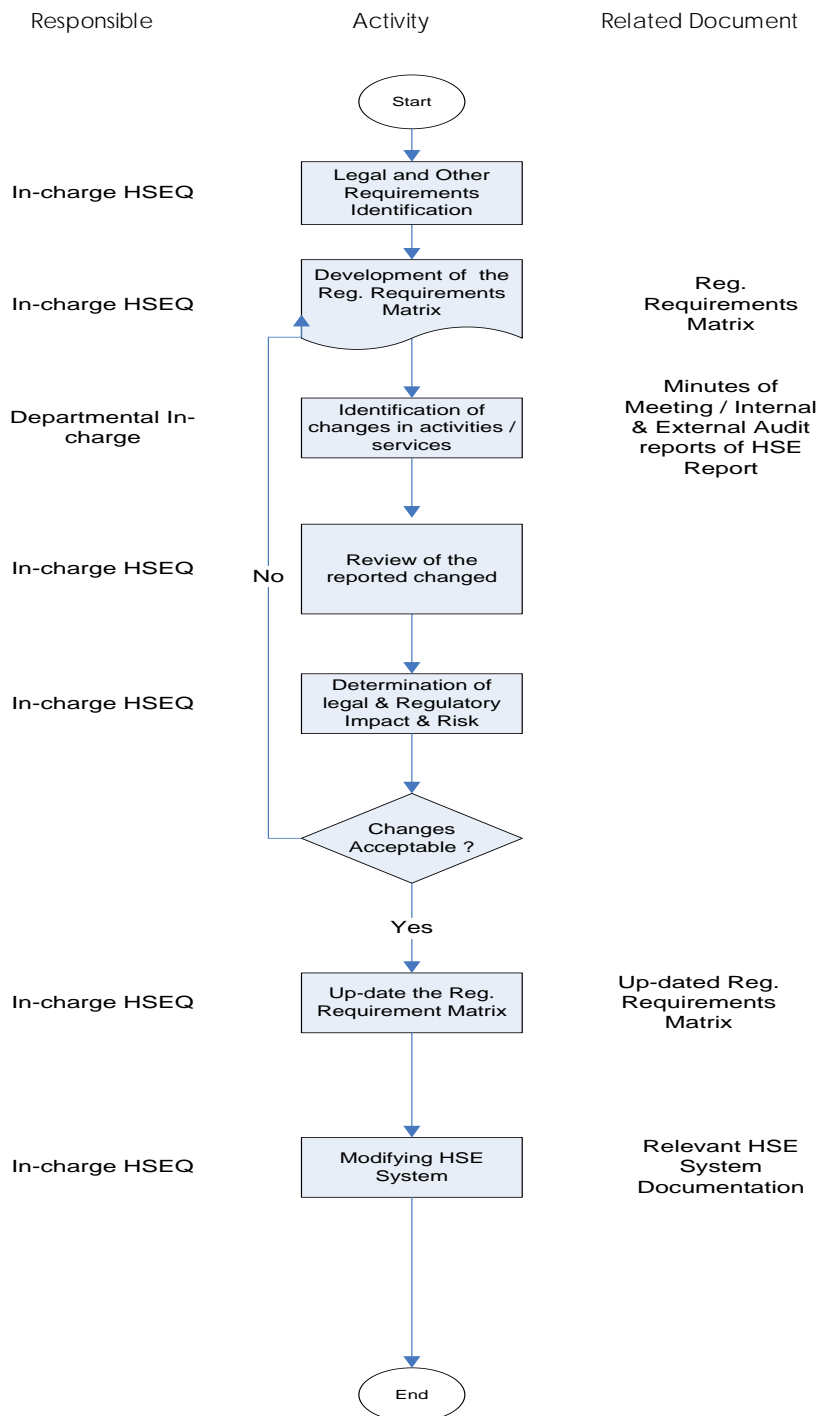 Responsible
Activity
Related Document
Start
In-charge HSEQ
Legal and Other
Requirements
Identification
In-charge HSEQ
Development of  the
Reg. Requirements
Matrix
Reg.
Requirements
Matrix
Departmental In-
charge
Identification of
changes in activities /
services
Minutes of
Meeting / Internal
& External Audit
reports of HSE
Report
In-charge HSEQ
No
Review of the
reported changed
In-charge HSEQ
Determination of
legal & Regulatory
Impact & Risk
Changes
Acceptable ?
Yes
In-charge HSEQ
Up-date the Reg.
Requirement Matrix
Up-dated Reg.
Requirements
Matrix
In-charge HSEQ
Modifying HSE
System
Relevant HSE
System
Documentation
End